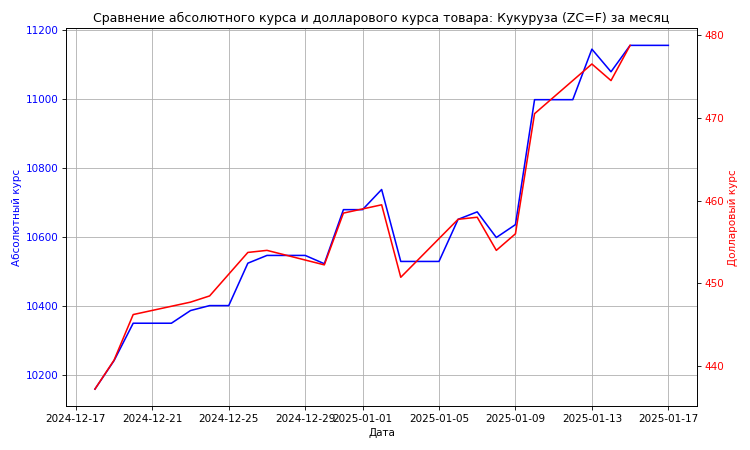 Сравнение абсолютного курса и долларового курса товара: Кукуруза (ZC=F) за месяц
11200
11000
10800
10600
10400
10200
Абсолютный курс
480
470
460
450
440
Долларовый курс
2024-12-17 2024-12-21 2024-12-25 2024-12-29 2025-01-01 2025-01-05 2025-01-09 2025-01-13 2025-01-17
Дата